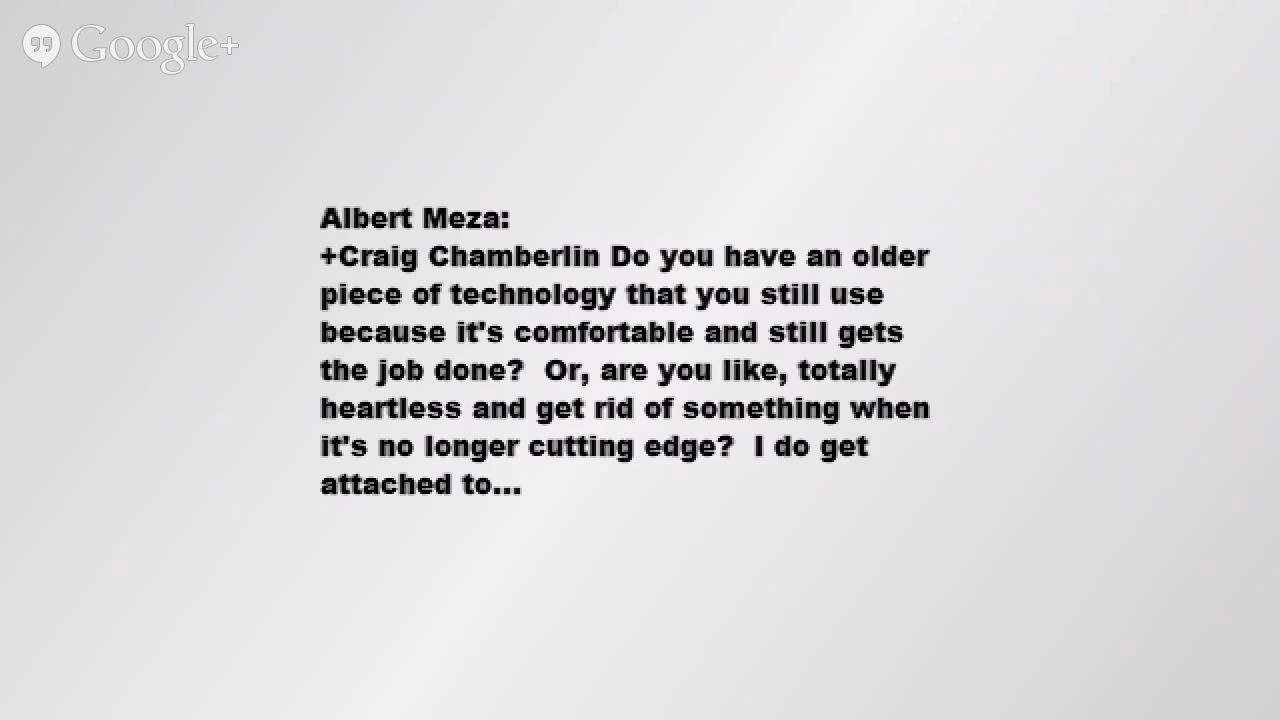 Google+
Albert Meza:
+Craig Chamberlin Do you have an older
piece of technology that you still use
because it's comfortable and still gets
the job done?  Or, are you like, totally
heartless and get rid of something when
it's no longer cutting edge?  I do get
attached to...